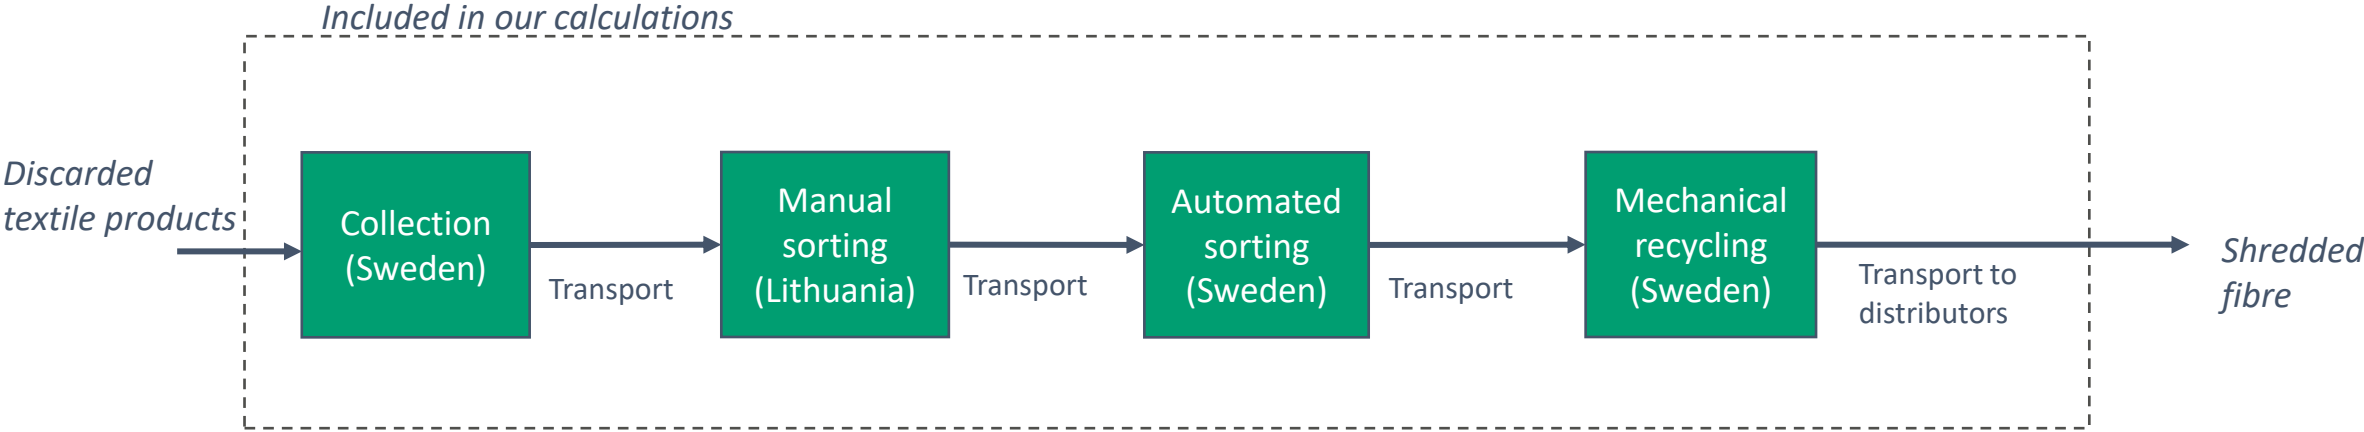 Included in our calculations
Discarded
textile products
Collection
(Sweden)
Transport
Manual
sorting
(Lithuania)
Transport
Automated
sorting
(Sweden)
Transport
Mechanical
recycling
(Sweden)
Transport to
distributors
Shredded
fibre